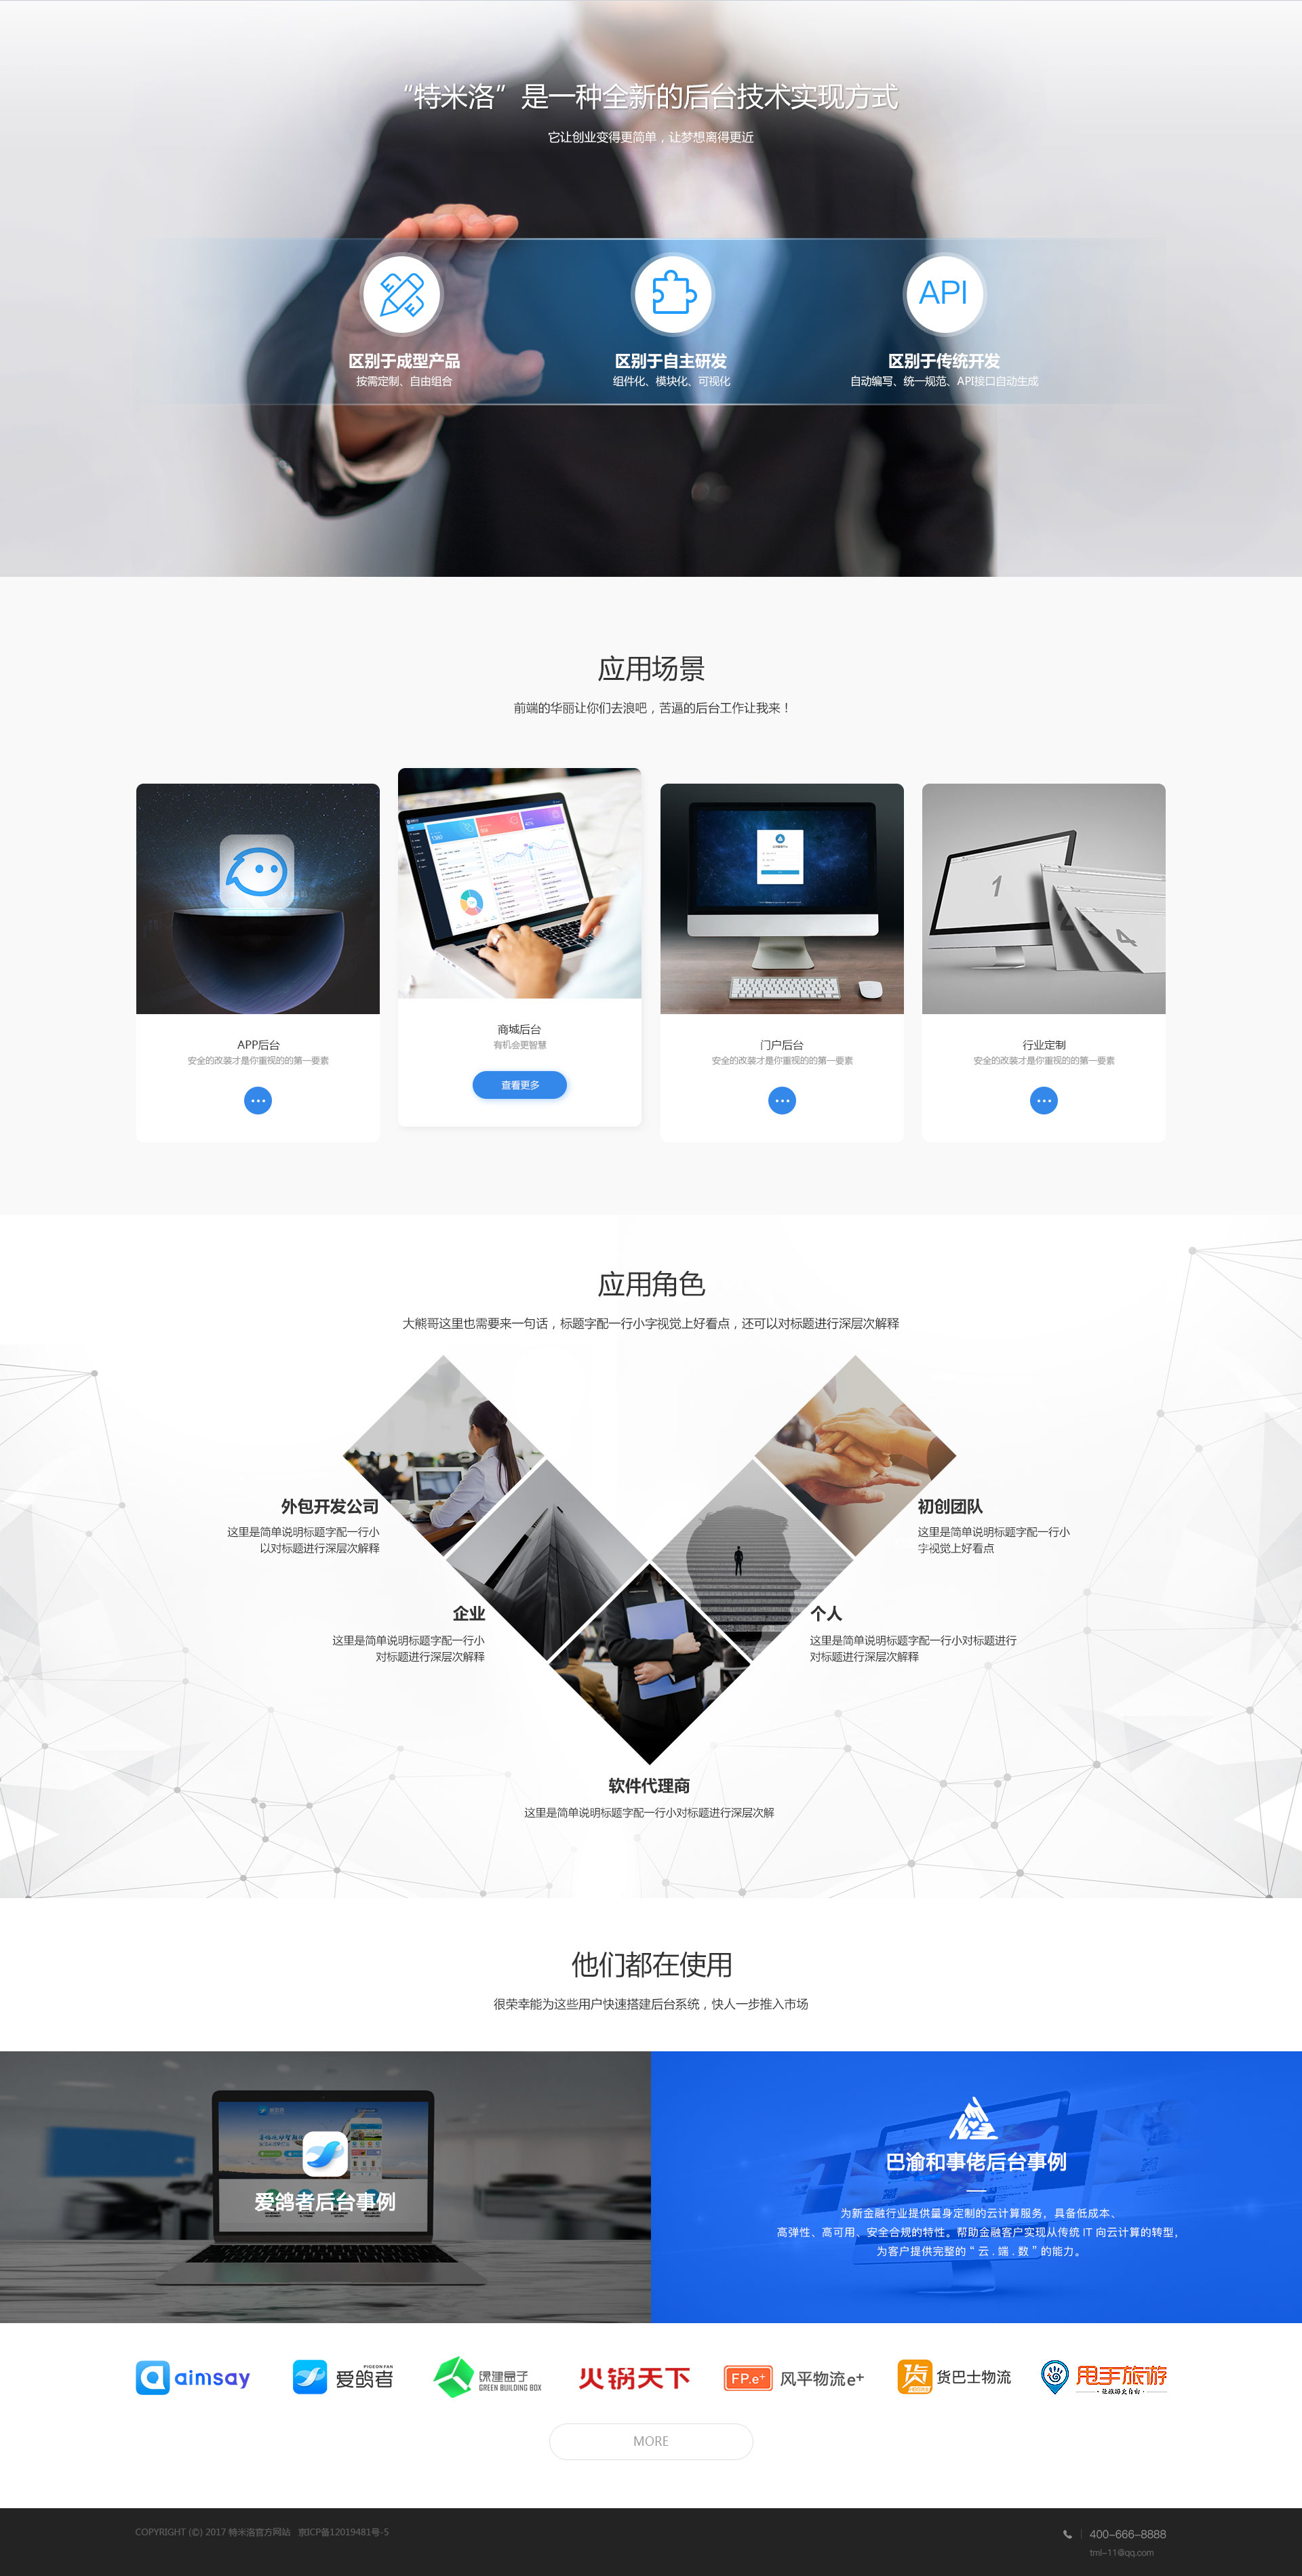 “特米洛”是一种全新的后台技术实现方式
它让创业变得更简单，让梦想离得更近
API
区别于成型产品
按需定制、自由组合
区别于自主研发
组件化、模块化、可视化
区别于传统开发
自动编写、统一规范、API接口自动生成
应用场景
前端的华丽让你们去浪吧，苦逼的后台工作让我来！
1
4
APP后台
安全的改装才是你重视的的第一要素
商城后台
有机会更智慧
查看更多
门户后台
安全的改装才是你重视的的第一要素
行业定制
安全的改装才是你重视的的第一要素
应用角色
大熊哥这里也需要来一句话，标题字配一行小字视觉上好看点，还可以对标题进行深层次解释
外包开发公司
这里是简单说明标题字配一行小
以对标题进行深层次解释
初创团队
这里是简单说明标题字配一行小
字视觉上好看点
企业
这里是简单说明标题字配一行小
对标题进行深层次解释
个人
这里是简单说明标题字配一行小对标题进行
对标题进行深层次解释
软件代理商
这里是简单说明标题字配一行小对标题进行深层次解
他们都在使用
很荣幸能为这些用户快速搭建后台系统，快人一步推入市场
爱鸽者后台事例
巴渝和事佬后台事例
为新金融行业提供量身定制的云计算服务，具备低成本、
高弹性、高可用、安全合规的特性。帮助金融客户实现从传统 IT 向云计算的转型，
为客户提供完整的“ 云 . 端 . 数 ”的能力。
aimsay
PIGEON FAN
爱鸽者
绿建盒子
GREEN BUILDING BOX
火锅天下
FP.e+
风平物流e+
货
货巴士物流
甩手旅游
MORE
COPYRIGHT (©) 2017 特米洛官方网站 京ICP备12019481号-5
400-666-8888
tml-11@qq.com